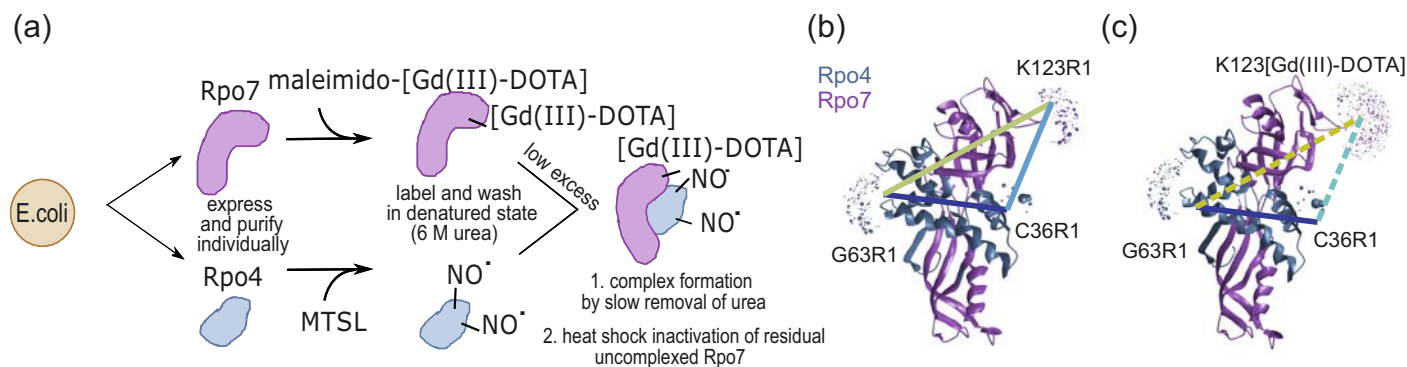 (a)
E.coli
Rpo7
express
and purify
individually
Rpo4
maleimido-[Gd(III)-DOTA]
MTSL
[Gd(III)-DOTA]
label and wash
in denatured state
(6 M urea)
NO˙
NO˙
low excess
[Gd(III)-DOTA]
NO˙
NO˙
1. complex formation
by slow removal of urea
2. heat shock inactivation of residual
uncomplexed Rpo7
(b)
Rpo4
Rpo7
K123R1
G63R1
C36R1
(c)
K123[Gd(III)-DOTA]
G63R1
C36R1